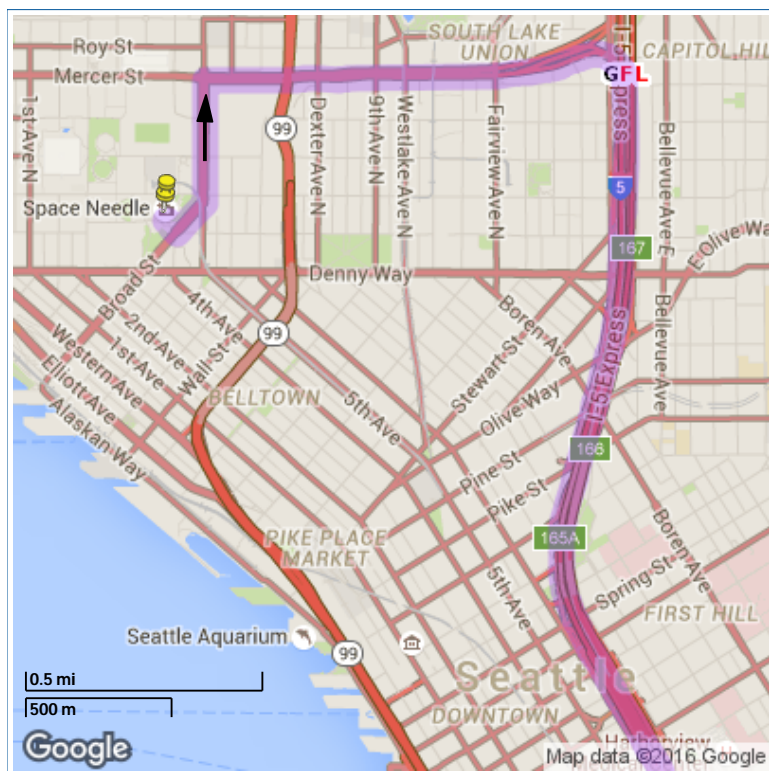 Roy St
SOUTH LAKE
UNION
I-5 Express
CAPITOL HIL
Mercer St
GFL
1st Ave N
99
Dexter Ave N
9th Ave N
Westlake Ave N
Fairview Ave N
Bellevue Ave E
5
Space Needle
Broad St
167
E Olive Wa
Denny Way
4th Ave
2nd Ave
1st Ave
Wall St
99
Western Ave
Elliott Ave
Alaskan Way
BELLTOWN
5th Ave
Boren Ave
Stewart St
Olive Way
I-5 Express
Bellevue Ave
166
Pine St
Pike St
165A
PIKE PLACE
MARKET
5th Ave
Spring St
Boren Ave
FIRST HILL
Seattle Aquarium
99
Seattle
DOWNTOWN
0.5 mi
500 m
Harborview
Medical Center
Google
Map data ©2016 Google